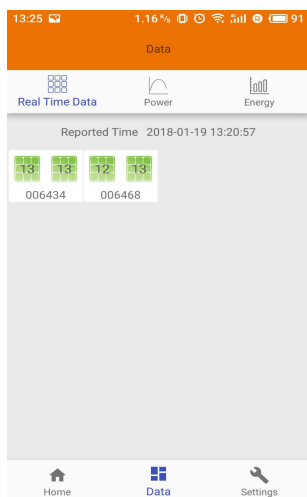 13:25 1.16 ᴷ/s 91
Data
Real Time Data Power Energy
Reported Time 2018-01-19 13:20:57
13 13 12 13
006434 006468
Home Data Settings